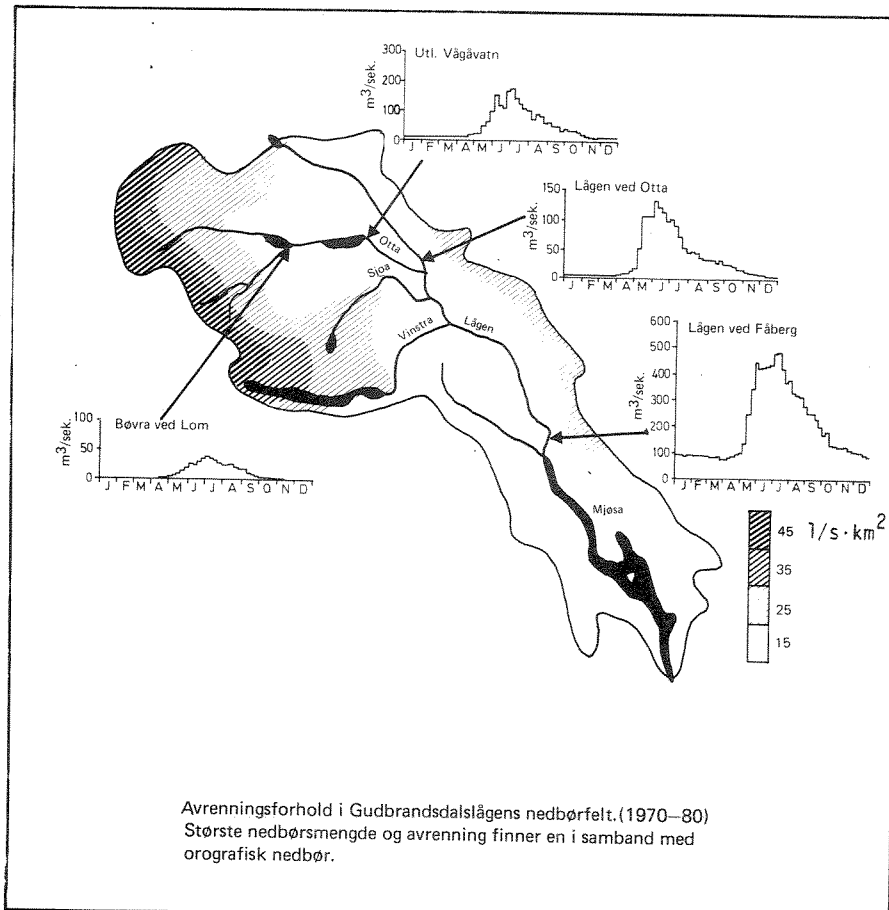 Utl. Vågåvatn
300
200
100
0
m³/sek.
J F M A M J J A S O N D
Lågen ved Otta
150
100
50
0
m³/sek.
J F M A M J J A S O N D
Lågen ved Fåberg
600
500
400
300
200
100
0
m³/sek.
J F M A M J J A S O N D
Bøvra ved Lom
100
50
0
m³/sek.
J F M A M J J A S O N D
Otta
Sjoa
Vinstra
Lågen
Mjøsa
45 l/s·km²
35
25
15
Avrenningsforhold i Gudbrandsdalslågens nedbørfelt.(1970–80)
Største nedbørsmengde og avrenning finner en i samband med
orografisk nedbør.